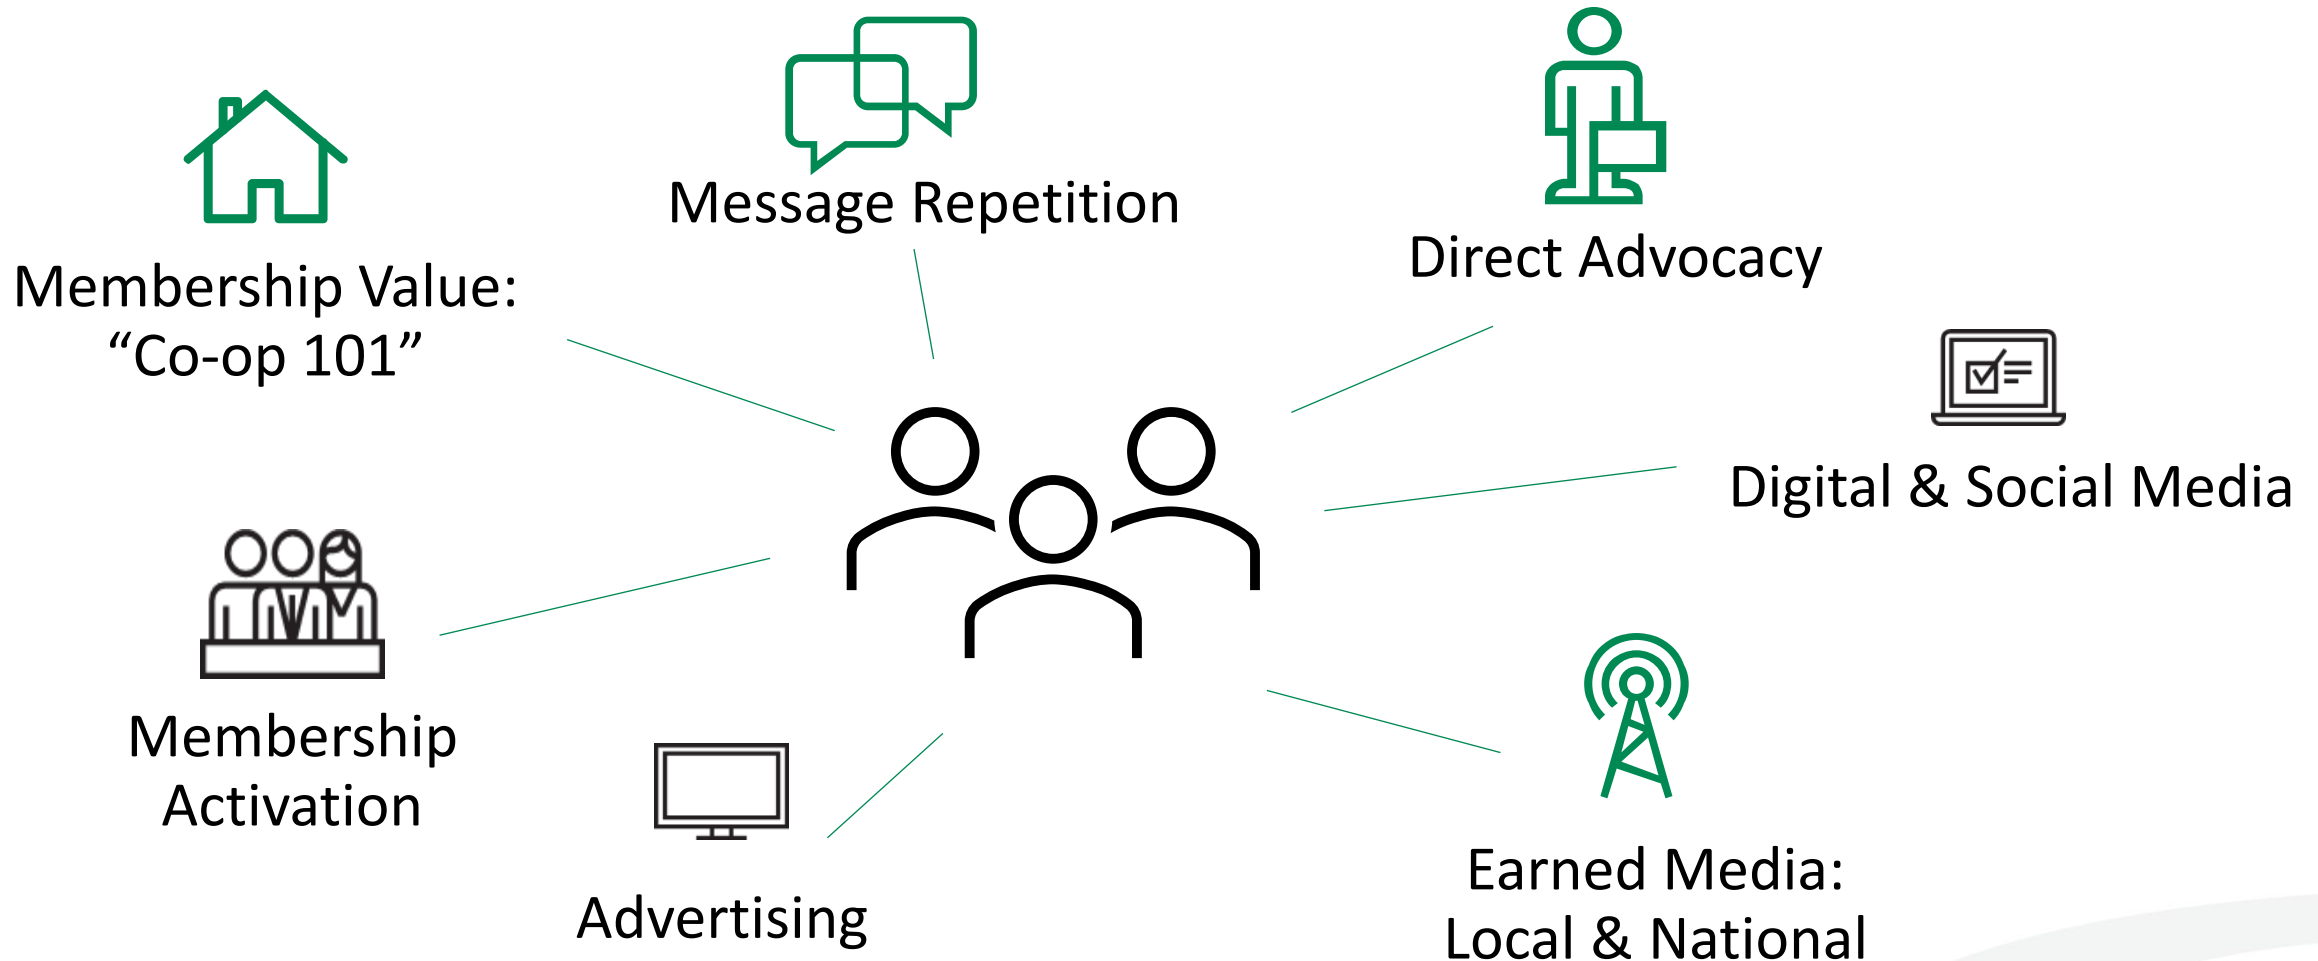 Message Repetition
Direct Advocacy
Membership Value:
“Co-op 101”
Digital & Social Media
Membership
Activation
Advertising
Earned Media:
Local & National